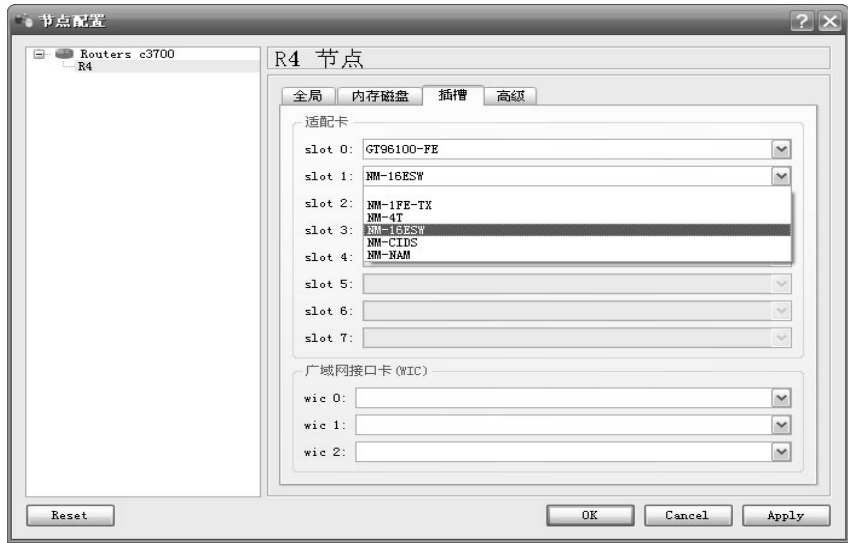 节点配置
Routers c3700
R4
R4 节点
全局 内存磁盘 插槽 高级
适配卡
slot 0: GT96100-FE
slot 1: NM-16ESW
slot 2:
NM-1FE-TX
NM-4T
slot 3: NM-16ESW
NM-CIDS
slot 4: NM-NAM
slot 5:
slot 6:
slot 7:
广域网接口卡(WIC)
wic 0:
wic 1:
wic 2:
Reset OK Cancel Apply